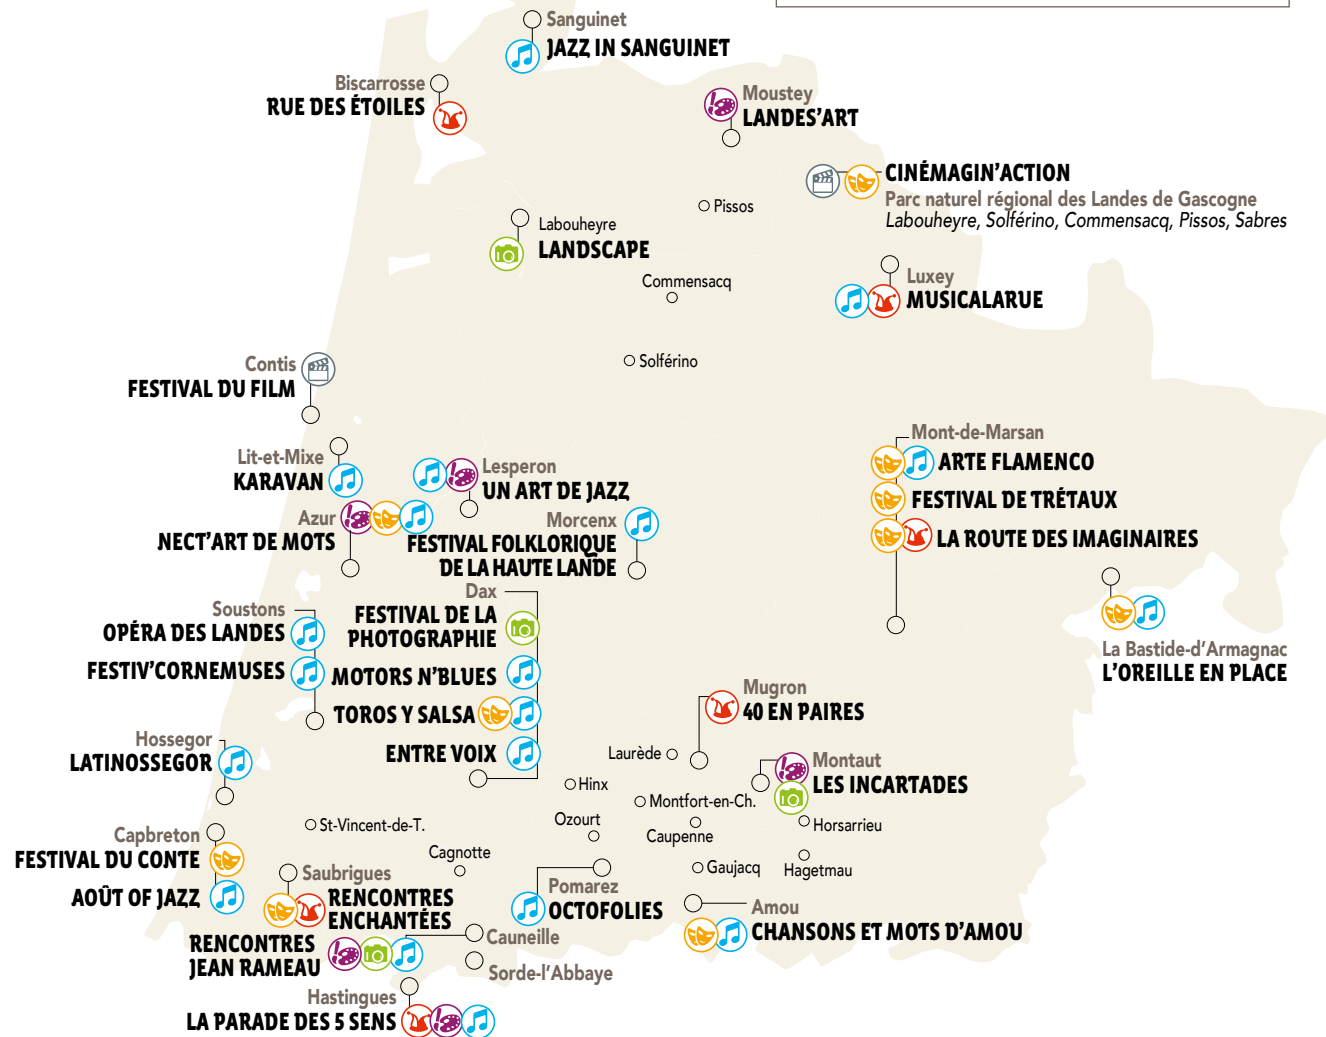 Sanguinet
JAZZ IN SANGUINET
Biscarrosse
RUE DES ÉTOILES
Moustey
LANDES'ART
CINÉMAGIN'ACTION
Parc naturel régional des Landes de Gascogne
Labouheyre, Solférino, Commensacq, Pissos, Sabres
Pissos
Labouheyre
LANDSCAPE
Commensacq
Luxey
MUSICALARUE
Solférino
Contis
FESTIVAL DU FILM
Lit-et-Mixe
KARAVAN
Lesperon
UN ART DE JAZZ
Mont-de-Marsan
ARTE FLAMENCO
FESTIVAL DE TRÉTAUX
LA ROUTE DES IMAGINAIRES
Azur
NECT'ART DE MOTS
Morcenx
FESTIVAL FOLKLORIQUE
DE LA HAUTE LANDE
Dax
FESTIVAL DE LA
PHOTOGRAPHIE
MOTORS N'BLUES
TOROS Y SALSA
ENTRE VOIX
Soustons
OPÉRA DES LANDES
FESTIV'CORNEMUSES
La Bastide-d'Armagnac
L'OREILLE EN PLACE
Mugron
40 EN PAIRES
Hossegor
LATINOSSEGOR
Laurède
Montaut
LES INCARTADES
Hinx
Montfort-en-Ch.
Horsarrieu
St-Vincent-de-T.
Ozourt
Caupenne
Capbreton
FESTIVAL DU CONTE
AOÛT OF JAZZ
Cagnotte
Gaujacq
Hagetmau
Saubrigues
RENCONTRES
ENCHANTÉES
Pomarez
OCTOFOLIES
Amou
CHANSONS ET MOTS D'AMOU
RENCONTRES
JEAN RAMEAU
Cauneille
Sorde-l'Abbaye
Hastingues
LA PARADE DES 5 SENS